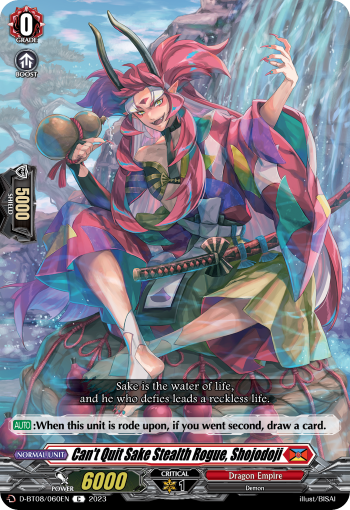 0
GRADE
BOOST
5000
SHIELD
Sake is the water of life,
and he who defies leads a reckless life.
AUTO:When this unit is rode upon, if you went second, draw a card.
NORMAL UNIT Can't Quit Sake Stealth Rogue, Shojodoji
POWER 6000 CRITICAL 1 Dragon Empire
Demon
D-BT08/060EN C 2023 illust/BISAI